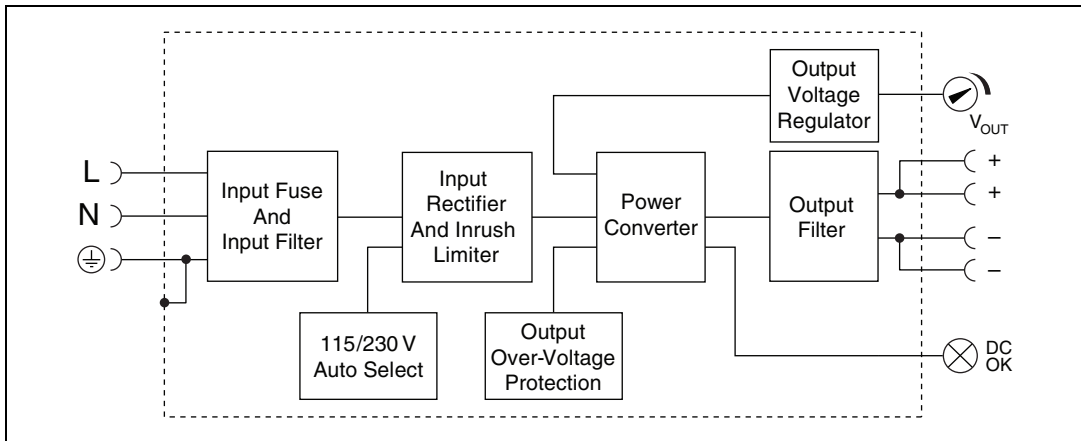 Output
Voltage
Regulator
V_OUT
L
N
Input Fuse
And
Input Filter
Input
Rectifier
And Inrush
Limiter
Power
Converter
Output
Filter
+
+
–
–
115/230 V
Auto Select
Output
Over-Voltage
Protection
DC
OK